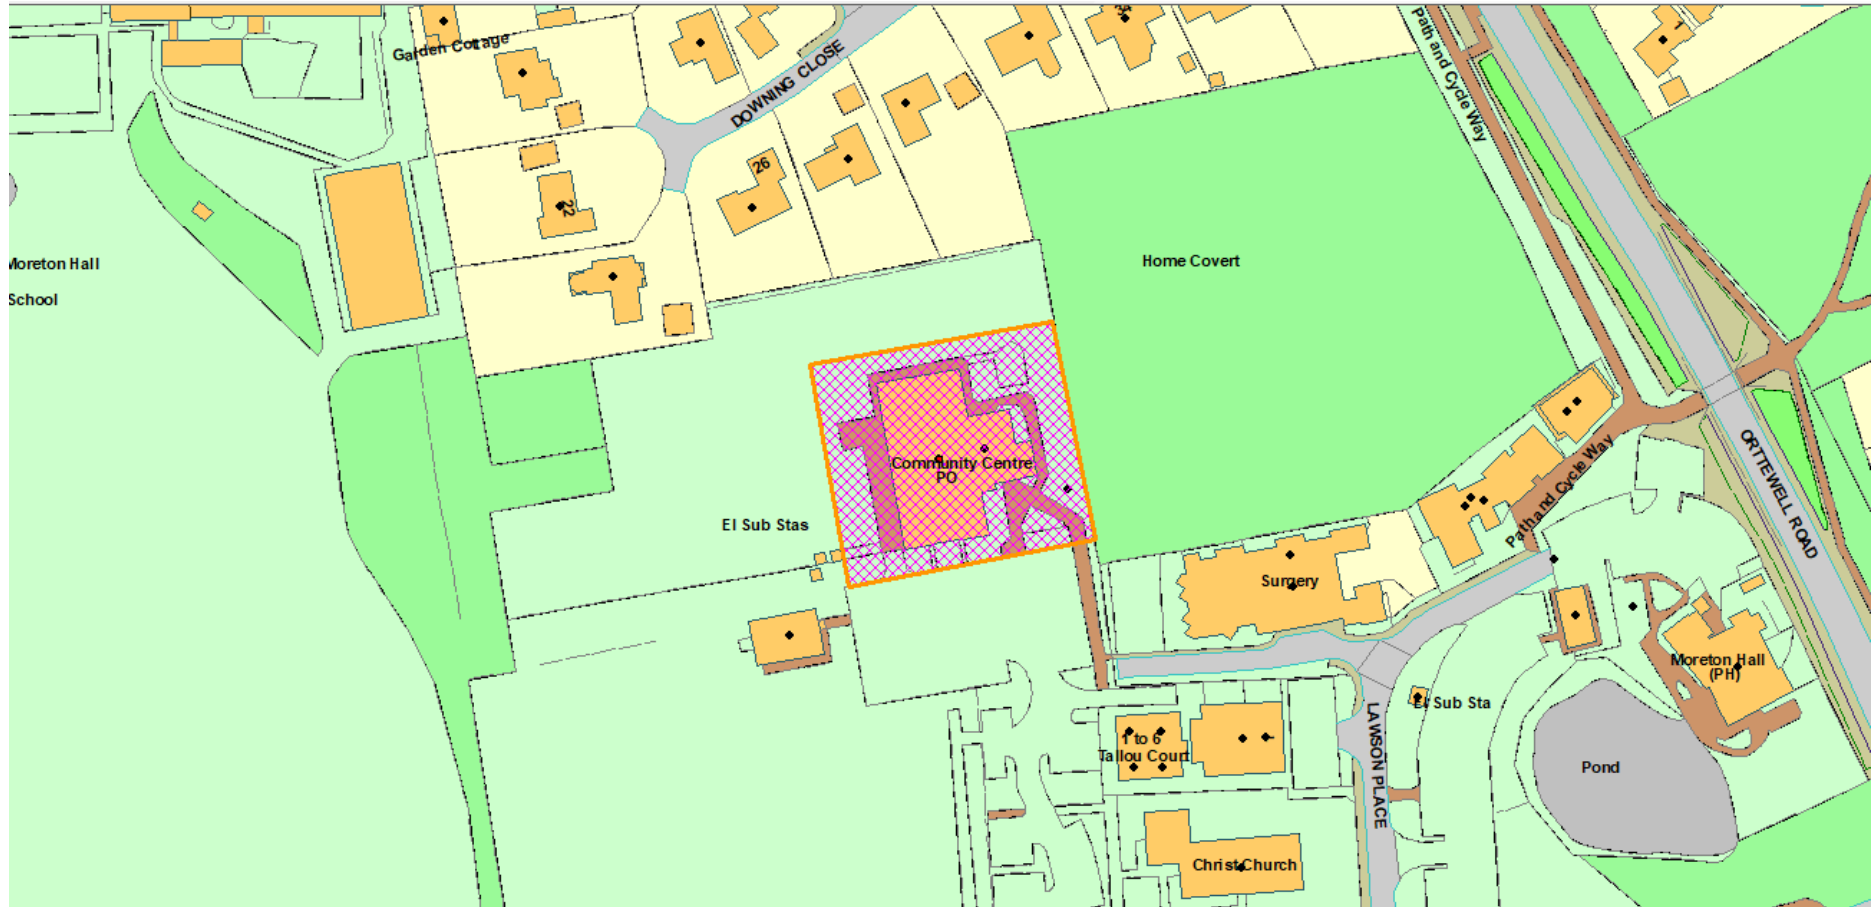 Garden Cottage
DOWNING CLOSE
Path and Cycle Way
1
26
22
Moreton Hall
School
Home Covert
Community Centre
PO
El Sub Stas
Path and Cycle Way
ORTTEWELL ROAD
Surgery
Moreton Hall
(PH)
El Sub Sta
1 to 6
Tallou Court
LAWSON PLACE
Pond
Christ Church